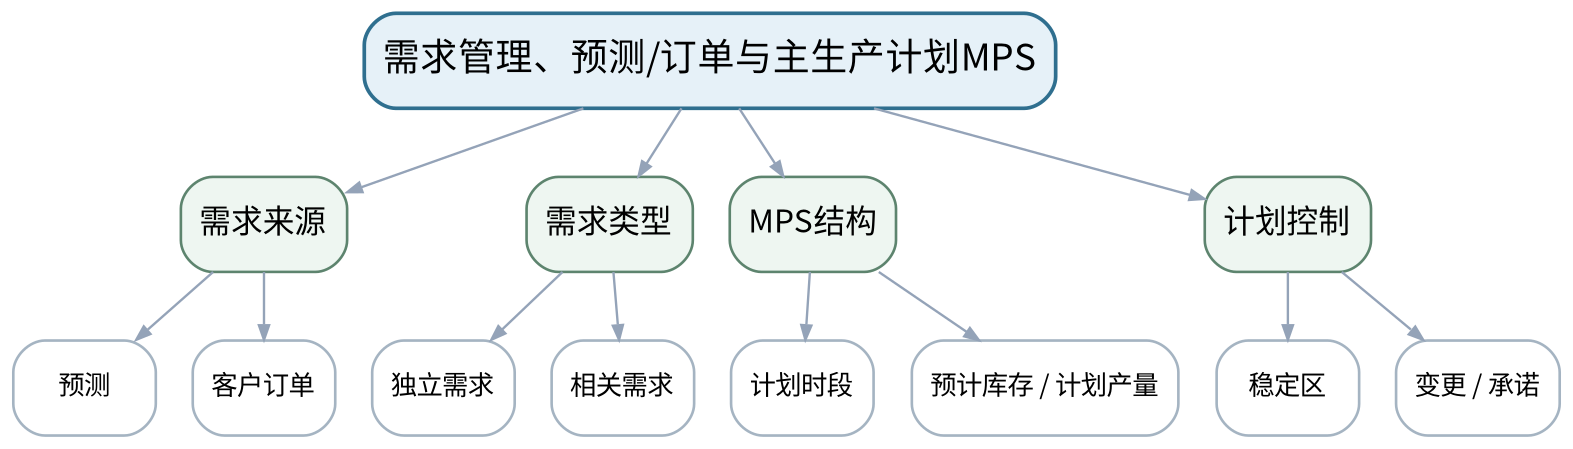 需求管理、预测/订单与主生产计划MPS
需求来源
需求类型
MPS结构
计划控制
预测
客户订单
独立需求
相关需求
计划时段
预计库存 / 计划产量
稳定区
变更 / 承诺